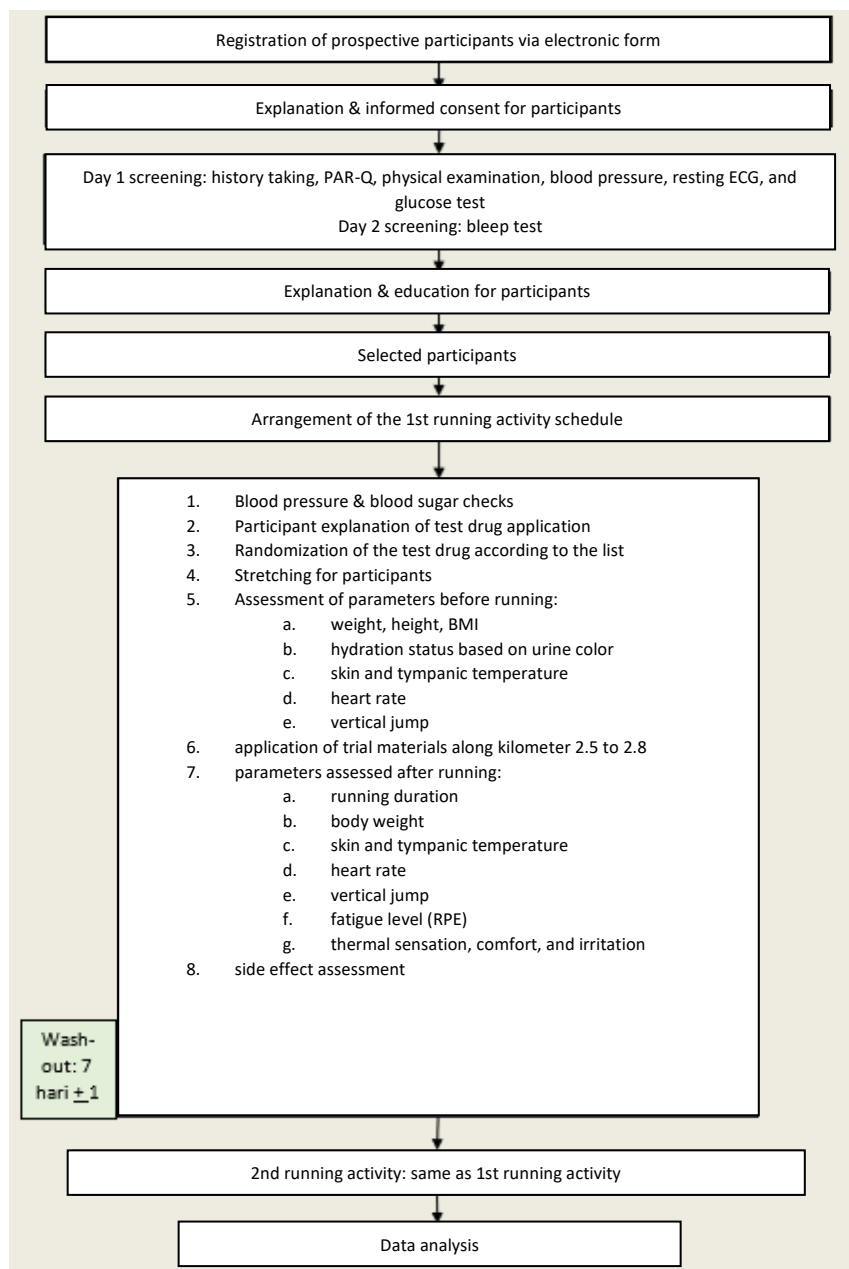 Registration of prospective participants via electronic form
Explanation & informed consent for participants
Day 1 screening: history taking, PAR-Q, physical examination, blood pressure, resting ECG, and
glucose test
Day 2 screening: bleep test
Explanation & education for participants
Selected participants
Arrangement of the 1st running activity schedule
1. Blood pressure & blood sugar checks
2. Participant explanation of test drug application
3. Randomization of the test drug according to the list
4. Stretching for participants
5. Assessment of parameters before running:
a. weight, height, BMI
b. hydration status based on urine color
c. skin and tympanic temperature
d. heart rate
e. vertical jump
6. application of trial materials along kilometer 2.5 to 2.8
7. parameters assessed after running:
a. running duration
b. body weight
c. skin and tympanic temperature
d. heart rate
e. vertical jump
f. fatigue level (RPE)
g. thermal sensation, comfort, and irritation
8. side effect assessment
Wash-
out: 7
hari ± 1
2nd running activity: same as 1st running activity
Data analysis